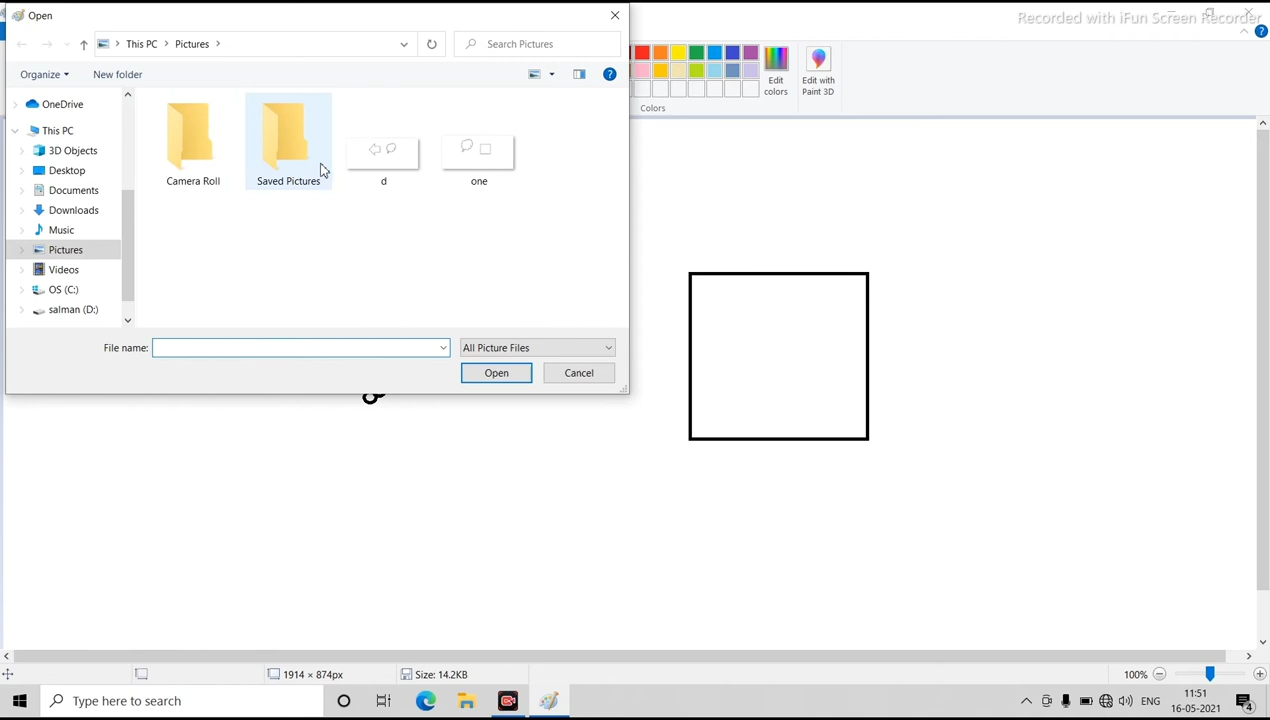 Open
Recorded with iFun Screen Recorder
This PC
Pictures
Search Pictures
Organize
New folder
Edit colors
Edit with Paint 3D
Colors
OneDrive
This PC
3D Objects
Desktop
Documents
Downloads
Music
Pictures
Videos
OS (C:)
salman (D:)
Camera Roll
Saved Pictures
d
one
File name:
All Picture Files
Open
Cancel
1914 × 874px
Size: 14.2KB
100%
Type here to search
ENG
11:51
16-05-2021
4